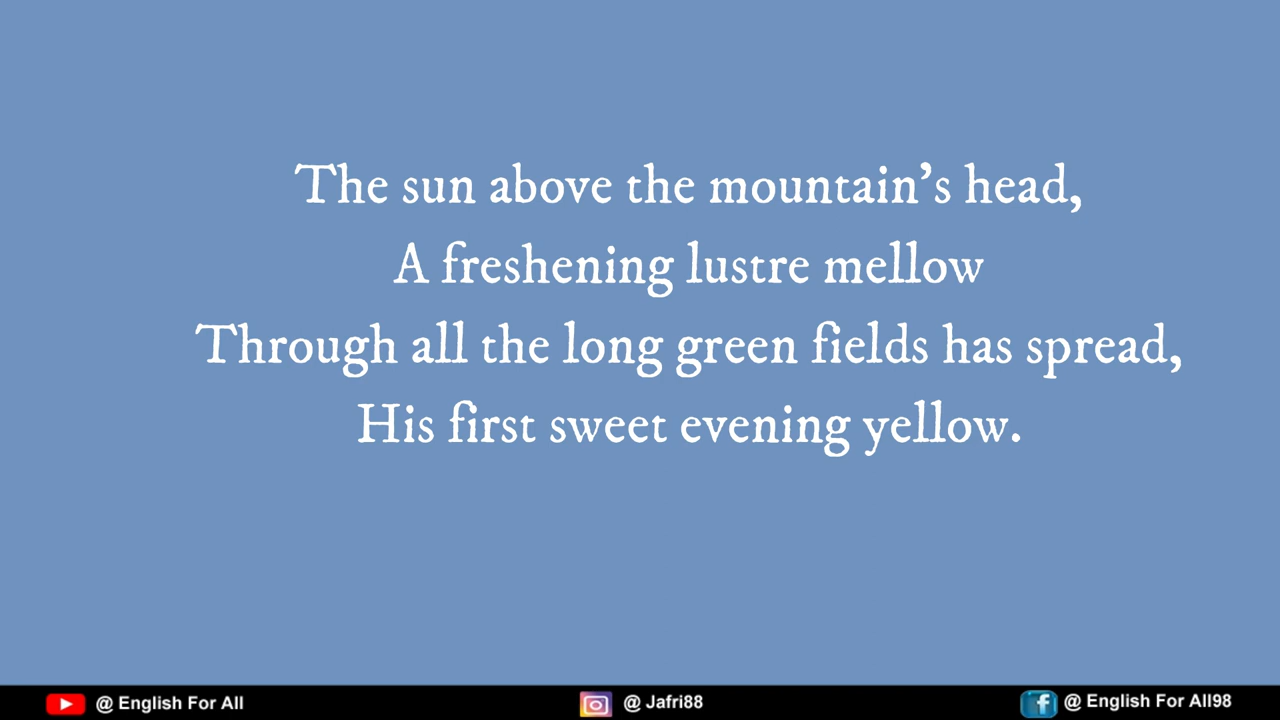 The sun above the mountain’s head,
A freshening lustre mellow
Through all the long green fields has spread,
His first sweet evening yellow.
@ English For All
@ Jafri88
@ English For All98